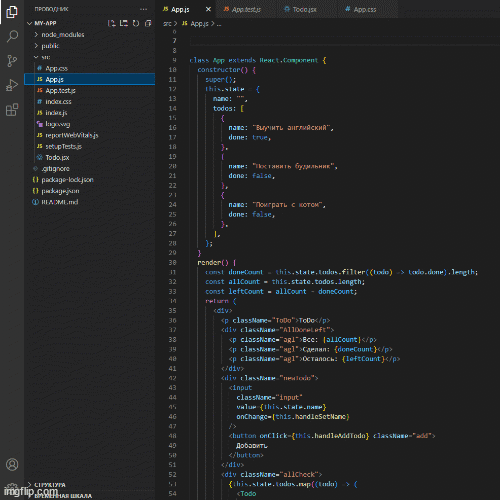 ПРОВОДНИК ...
MY-APP
node_modules
public
src
App.css
App.js
App.test.js
index.css
index.js
logo.svg
reportWebVitals.js
setupTests.js
Todo.jsx
.gitignore
package-lock.json
package.json
README.md
СТРУКТУРА
ВРЕМЕННАЯ ШКАЛА
imgflip.com
App.js App.test.js Todo.jsx App.css
src > App.js > ...
6
7
8
9 class App extends React.Component {
10 constructor() {
11 super();
12 this.state = {
13 name: "",
14 todos: [
15 {
16 name: "Выучить английский",
17 done: true,
18 },
19 {
20 name: "Поставить будильник",
21 done: false,
22 },
23 {
24 name: "Поиграть с котом",
25 done: false,
26 },
27 ],
28 };
29 }
30 render() {
31 const doneCount = this.state.todos.filter((todo) => todo.done).length;
32 const allCount = this.state.todos.length;
33 const leftCount = allCount - doneCount;
34 return (
35 <div>
36 <p className="ToDo">ToDo</p>
37 <div className="AllDoneLeft">
38 <p className="agl">Все: {allCount}</p>
39 <p className="agl">Сделал: {doneCount}</p>
40 <p className="agl">Осталось: {leftCount}</p>
41 </div>
42 <div className="newTodo">
43 <input
44 className="input"
45 value={this.state.name}
46 onChange={this.handleSetName}
47 />
48 <button onClick={this.handleAddTodo} className="add">
49 Добавить
50 </button>
51 </div>
52 <div className="allCheck">
53 {this.state.todos.map((todo) => (
54 <Todo